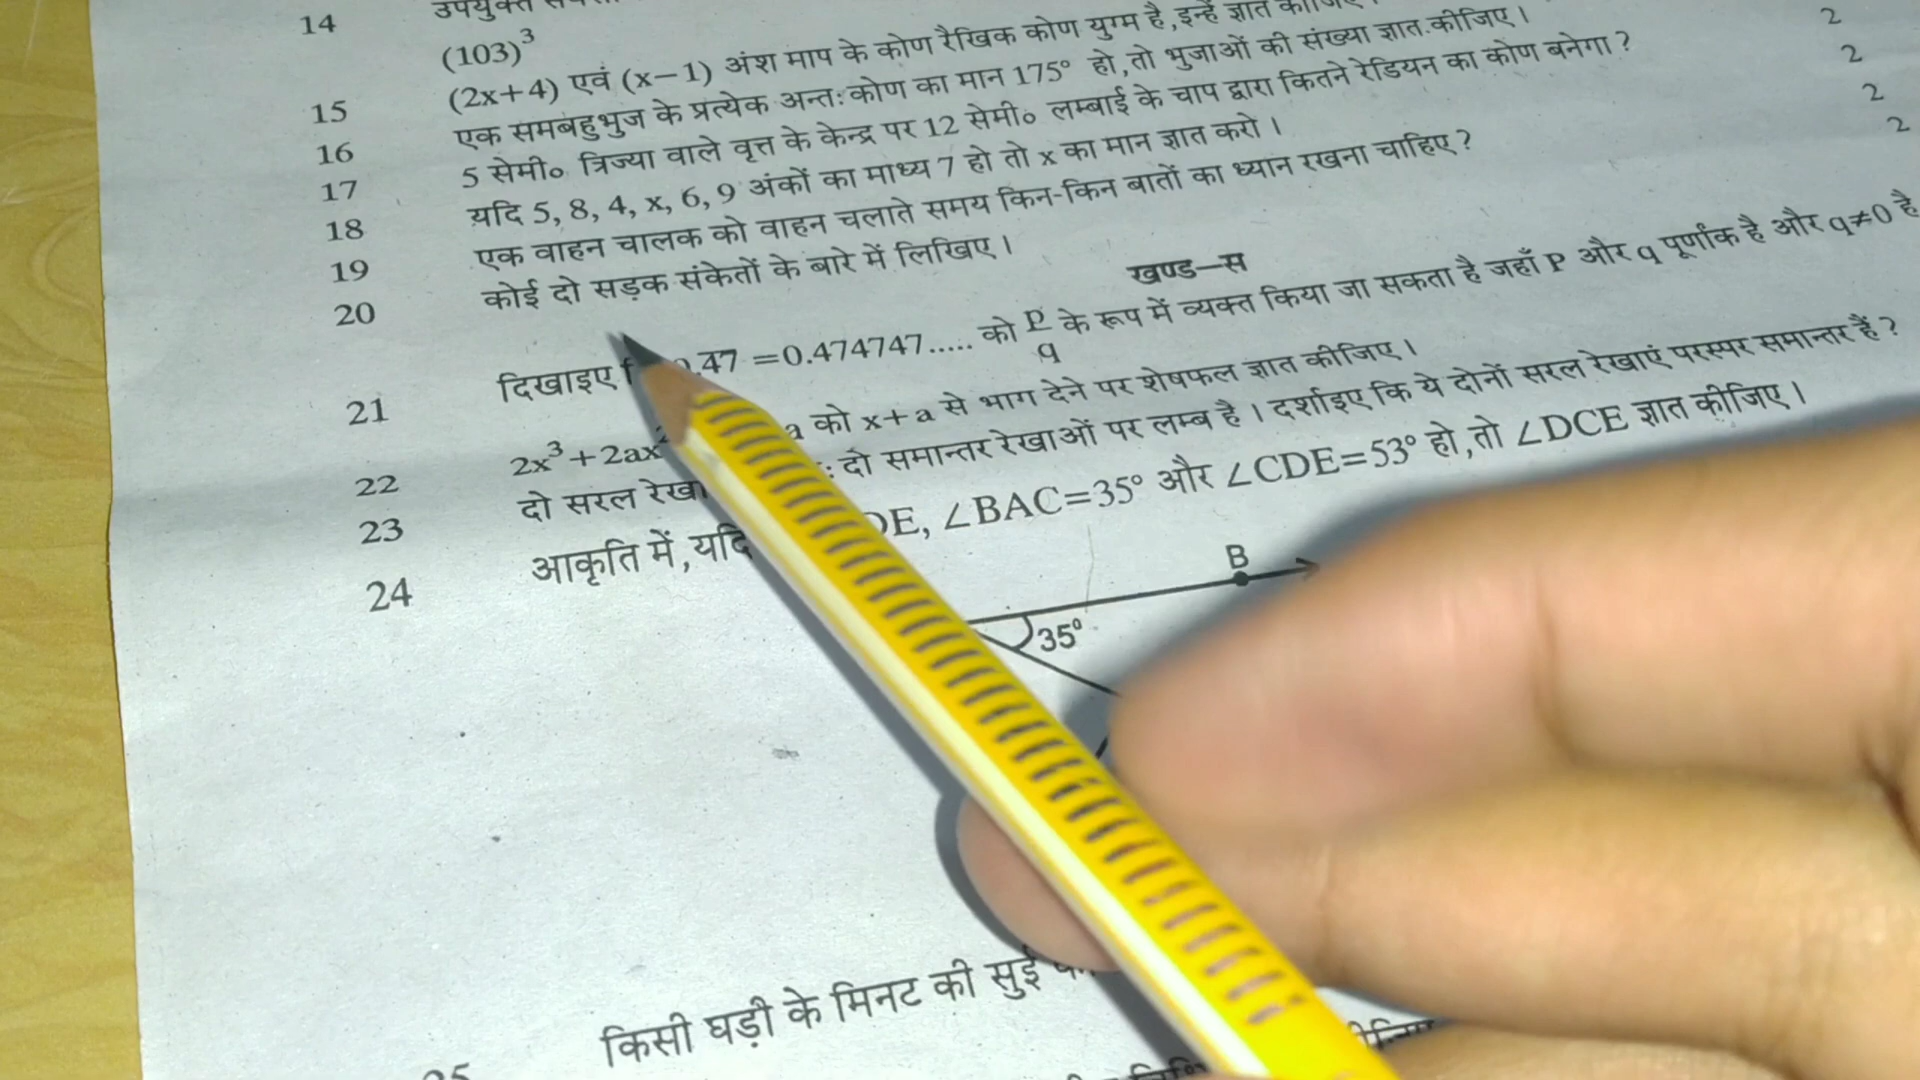 14
(103)³
15 (2x+4) एवं (x−1) अंश माप के कोण रैखिक कोण युग्म है, इन्हें ज्ञात
16 एक समबहुभुज के प्रत्येक अन्तः कोण का मान 175° हो, तो भुजाओं की संख्या ज्ञात कीजिए। 2
17 5 सेमी० त्रिज्या वाले वृत्त के केन्द्र पर 12 सेमी० लम्बाई के चाप द्वारा कितने रेडियन का कोण बनेगा? 2
18 यदि 5, 8, 4, x, 6, 9 अंकों का माध्य 7 हो तो x का मान ज्ञात करो। 2
19 एक वाहन चालक को वाहन चलाते समय किन-किन बातों का ध्यान रखना चाहिए? 2
20 कोई दो सड़क संकेतों के बारे में लिखिए।
खण्ड−स
21 दिखाइए .47 =0.474747..... को p/q के रूप में व्यक्त किया जा सकता है जहाँ P और q पूर्णांक है और q≠0 है
22 2x³+2ax² a को x+a से भाग देने पर शेषफल ज्ञात कीजिए।
23 दो सरल रेखा दो समान्तर रेखाओं पर लम्ब है। दर्शाइए कि ये दोनों सरल रेखाएं परस्पर समान्तर हैं?
24 आकृति में, यदि DE, ∠BAC=35° और ∠CDE=53° हो, तो ∠DCE ज्ञात कीजिए।
B
35°
25 किसी घड़ी के मिनट की सुई